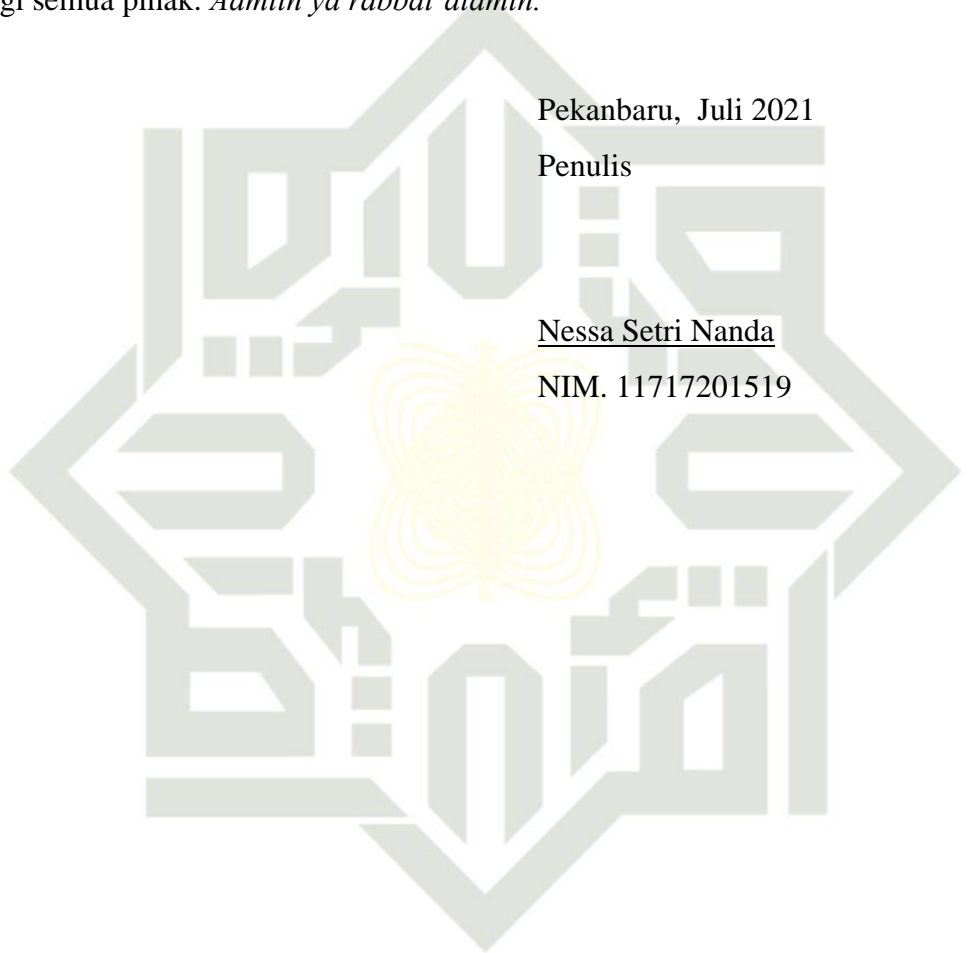 gi semua pihak. Aamiin ya rabbal'alamin.
Pekanbaru, Juli 2021
Penulis
Nessa Setri Nanda
NIM. 11717201519